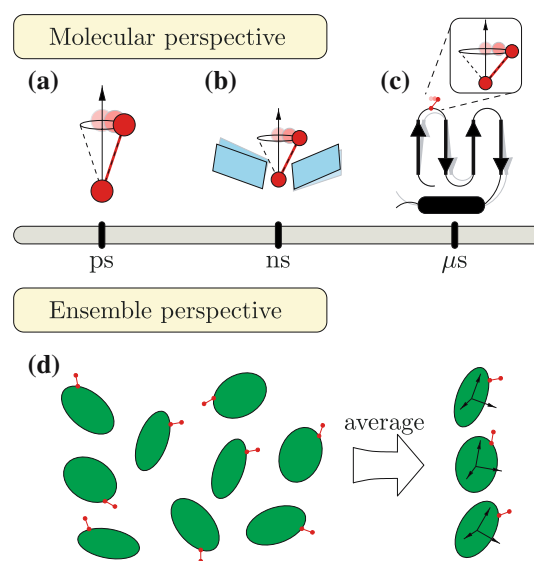 Molecular perspective
(a)
(b)
(c)
ps
ns
μs
Ensemble perspective
(d)
average